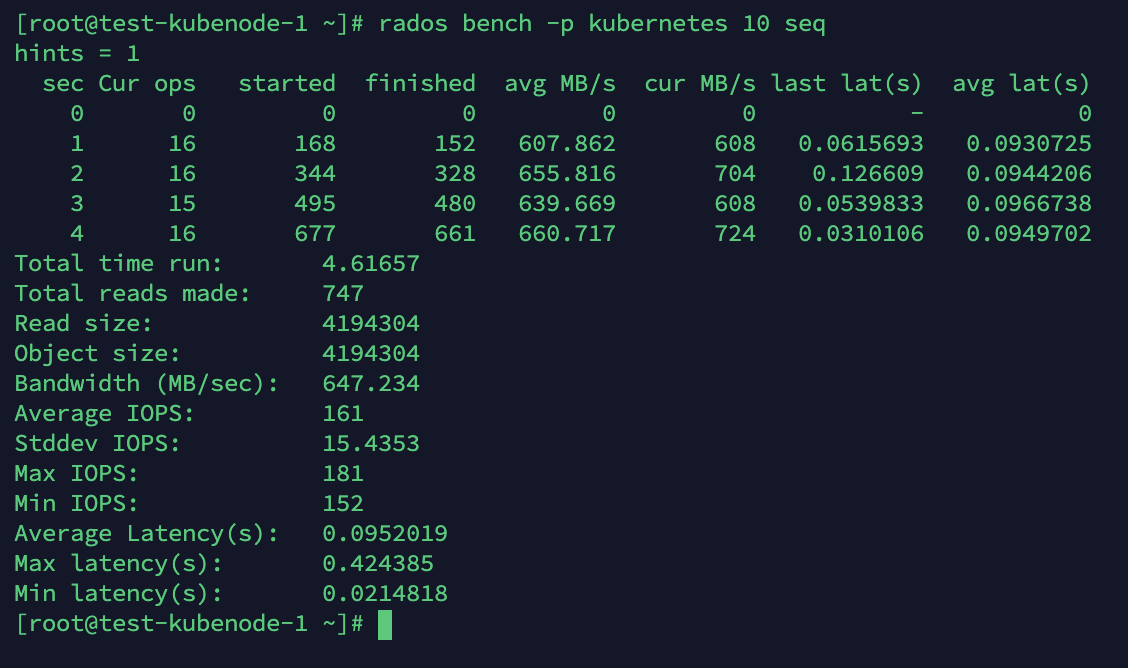 [root@test-kubenode-1 ~]# rados bench -p kubernetes 10 seq
hints = 1
  sec Cur ops   started  finished  avg MB/s  cur MB/s last lat(s)  avg lat(s)
    0       0         0         0         0         0           -           0
    1      16       168       152   607.862       608   0.0615693   0.0930725
    2      16       344       328   655.816       704    0.126609   0.0944206
    3      15       495       480   639.669       608   0.0539833   0.0966738
    4      16       677       661   660.717       724   0.0310106   0.0949702
Total time run:       4.61657
Total reads made:     747
Read size:            4194304
Object size:          4194304
Bandwidth (MB/sec):   647.234
Average IOPS:         161
Stddev IOPS:          15.4353
Max IOPS:             181
Min IOPS:             152
Average Latency(s):   0.0952019
Max latency(s):       0.424385
Min latency(s):       0.0214818
[root@test-kubenode-1 ~]#